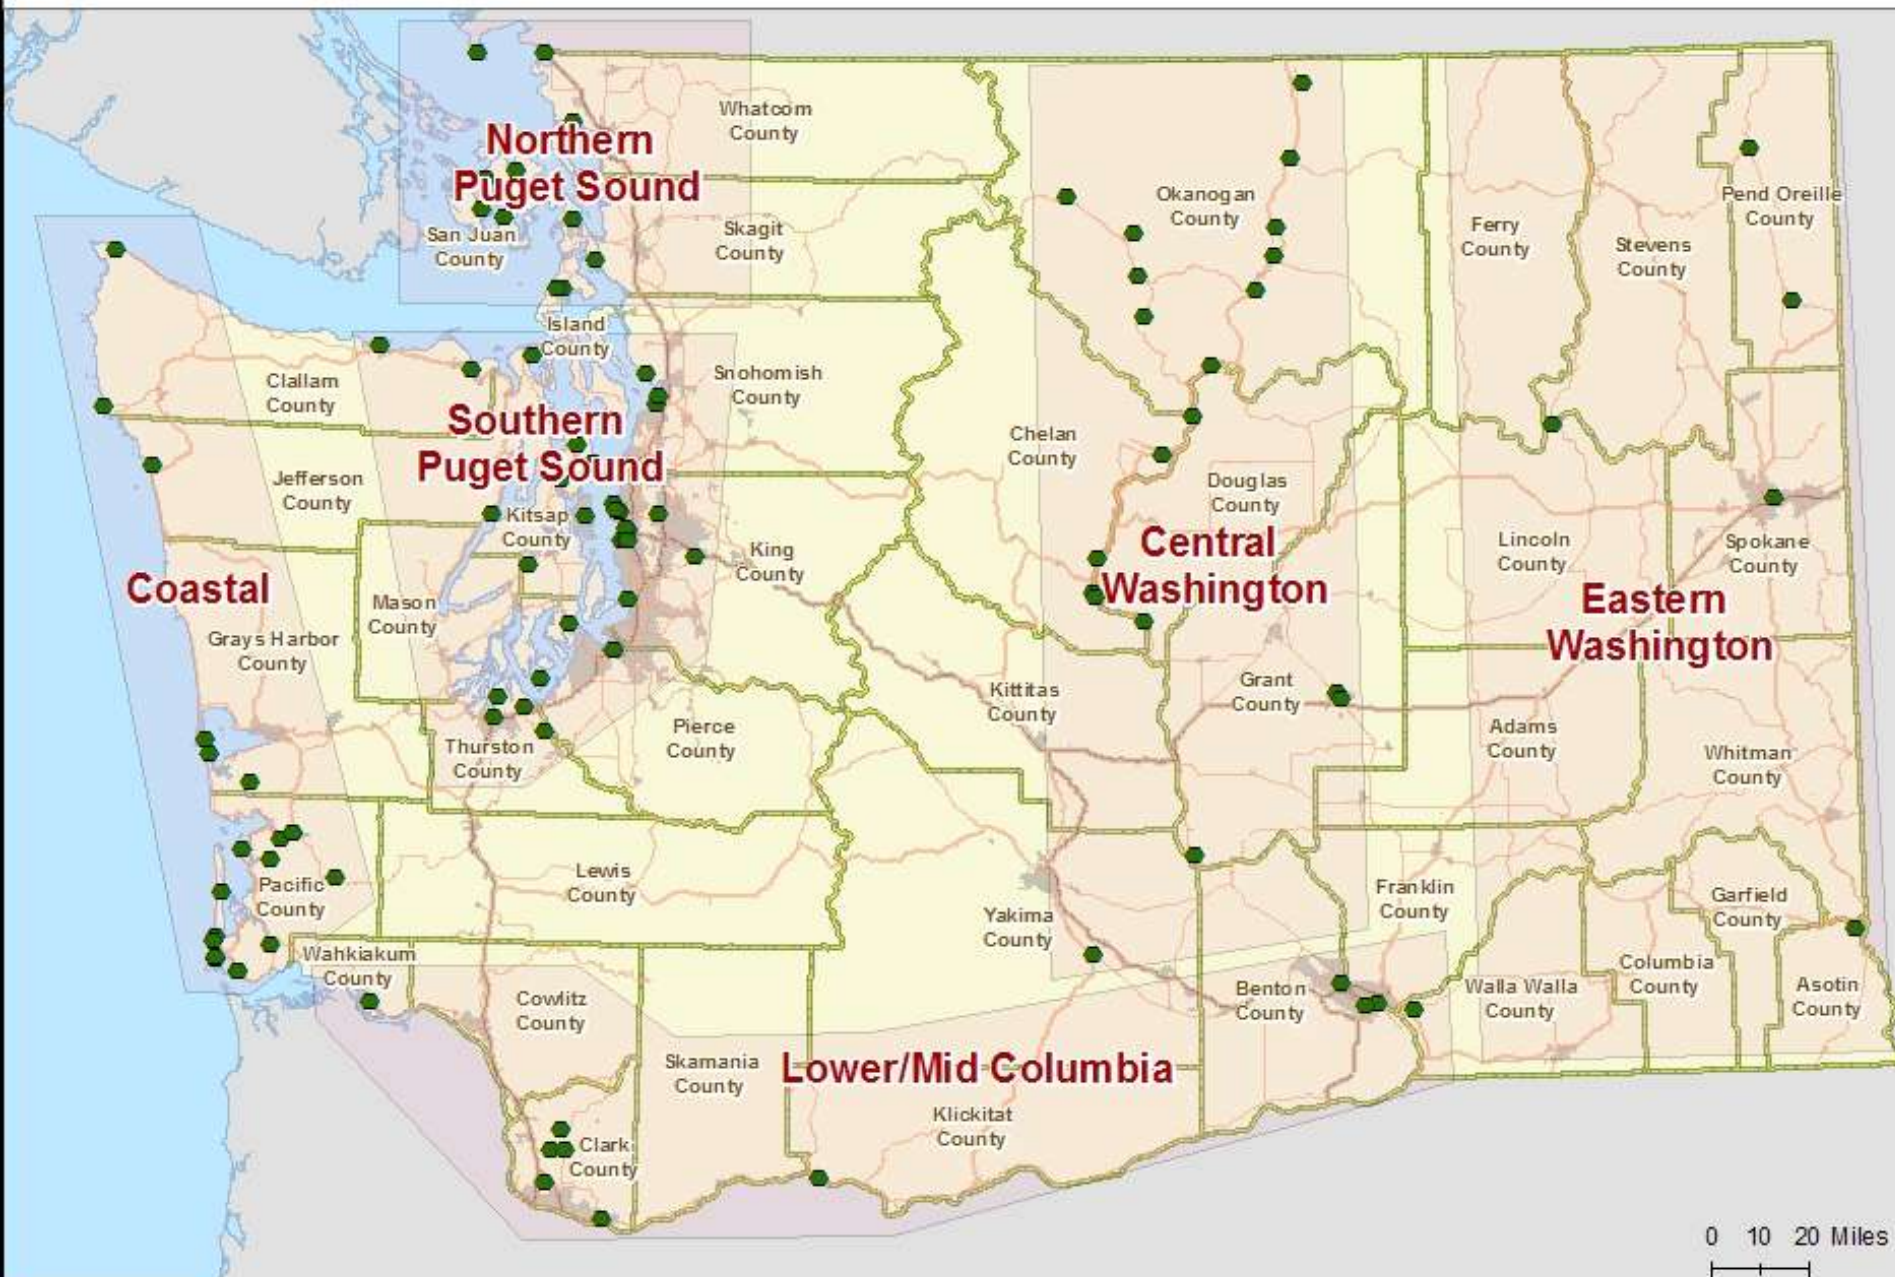 Whatcom
County
Northern
Puget Sound
Skagit
County
San Juan
County
Okanogan
County
Ferry
County
Stevens
County
Pend Oreille
County
Island
County
Clallam
County
Snohomish
County
Southern
Puget Sound
Jefferson
County
Kitsap
County
Chelan
County
Douglas
County
Central
Washington
King
County
Lincoln
County
Spokane
County
Eastern
Washington
Coastal
Mason
County
Grays Harbor
County
Kittitas
County
Grant
County
Adams
County
Whitman
County
Pierce
County
Thurston
County
Lewis
County
Pacific
County
Yakima
County
Franklin
County
Garfield
County
Wahkiakum
County
Cowlitz
County
Benton
County
Walla Walla
County
Columbia
County
Asotin
County
Skamania
County
Lower/Mid Columbia
Klickitat
County
Clark
County
0 10 20 Miles